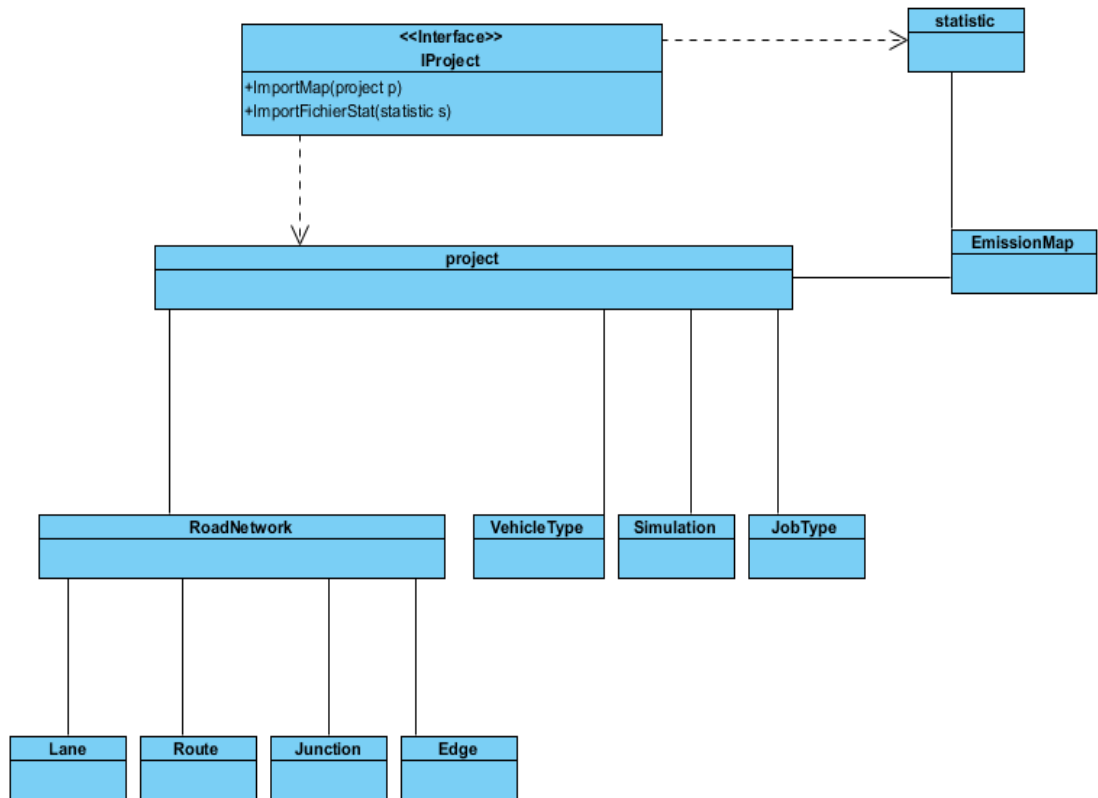 statistic
<<Interface>>
IProject
+ImportMap(project p)
+ImportFichierStat(statistic s)
EmissionMap
project
RoadNetwork
VehicleType
Simulation
JobType
Lane
Route
Junction
Edge